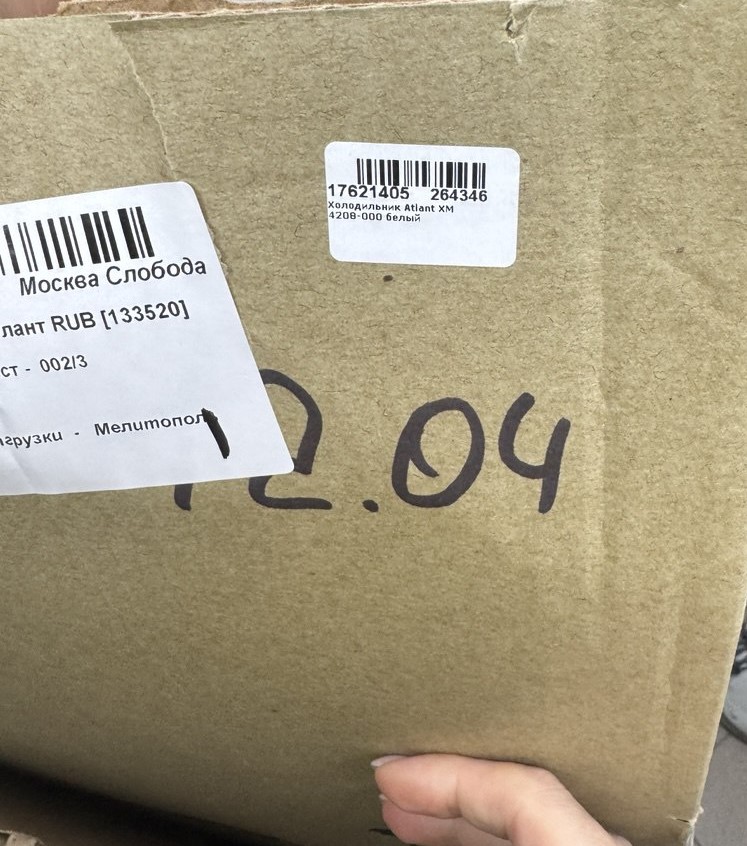 17621405 264346
Холодильник Atlant ХМ
4208-000 белый
Москва Слобода
лант RUB [133520]
ст - 002/3
грузки - Мелитопол
12.04